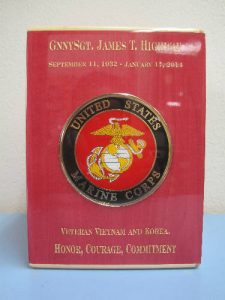 GnnySgt. James T.
September 11, 1932 - January 17, 2014
UNITED STATES
MARINE CORPS
Veteran Vietnam and Korea.
Honor, Courage, Commitment